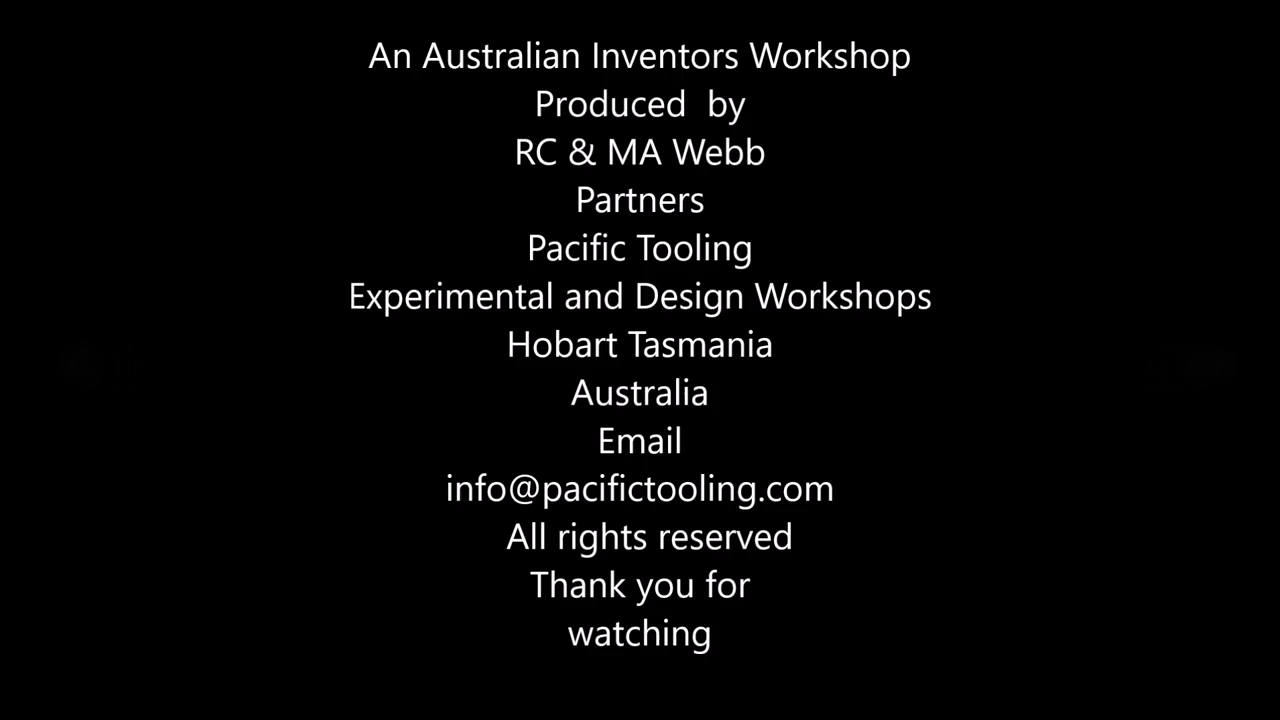 An Australian Inventors Workshop
Produced  by
RC & MA Webb
Partners
Pacific Tooling
Experimental and Design Workshops
Hobart Tasmania
Australia
Email
info@pacifictooling.com
All rights reserved
Thank you for
watching